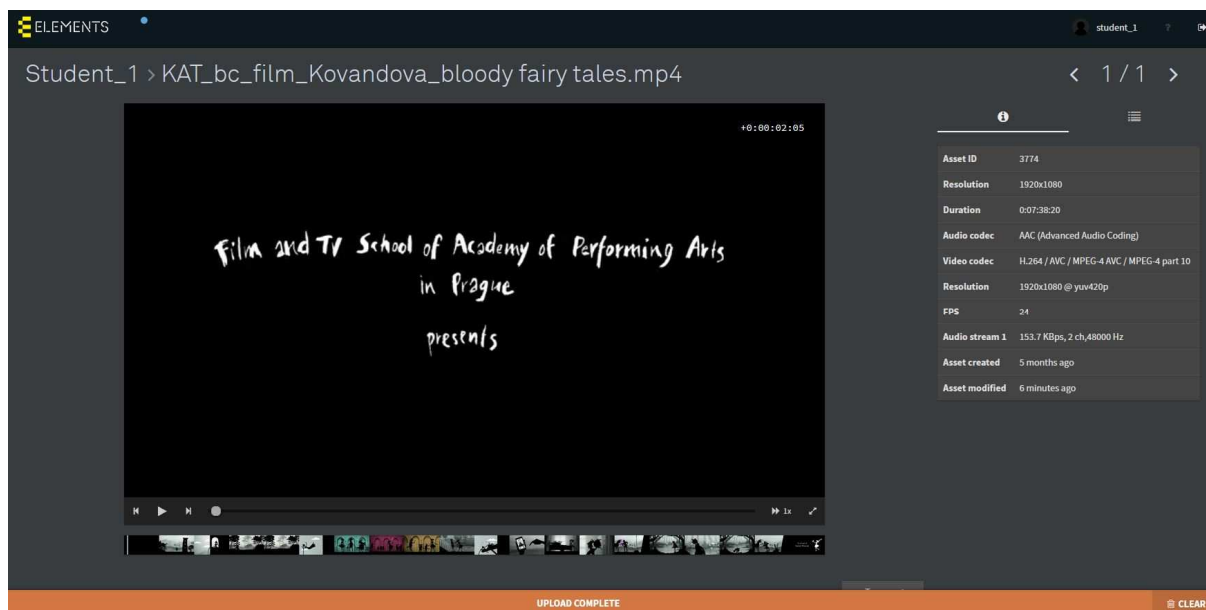 ELEMENTS
student_1
?
Student_1 > KAT_bc_film_Kovandova_bloody fairy tales.mp4
< 1 / 1 >
+0:00:02:05
Film and TV School of Academy of Performing Arts
in Prague
presents
1x
Asset ID 3774
Resolution 1920x1080
Duration 0:07:38:20
Audio codec AAC (Advanced Audio Coding)
Video codec H.264 / AVC / MPEG-4 AVC / MPEG-4 part 10
Resolution 1920x1080 @ yuv420p
FPS 24
Audio stream 1 153.7 KBps, 2 ch,48000 Hz
Asset created 5 months ago
Asset modified 6 minutes ago
UPLOAD COMPLETE
CLEAR